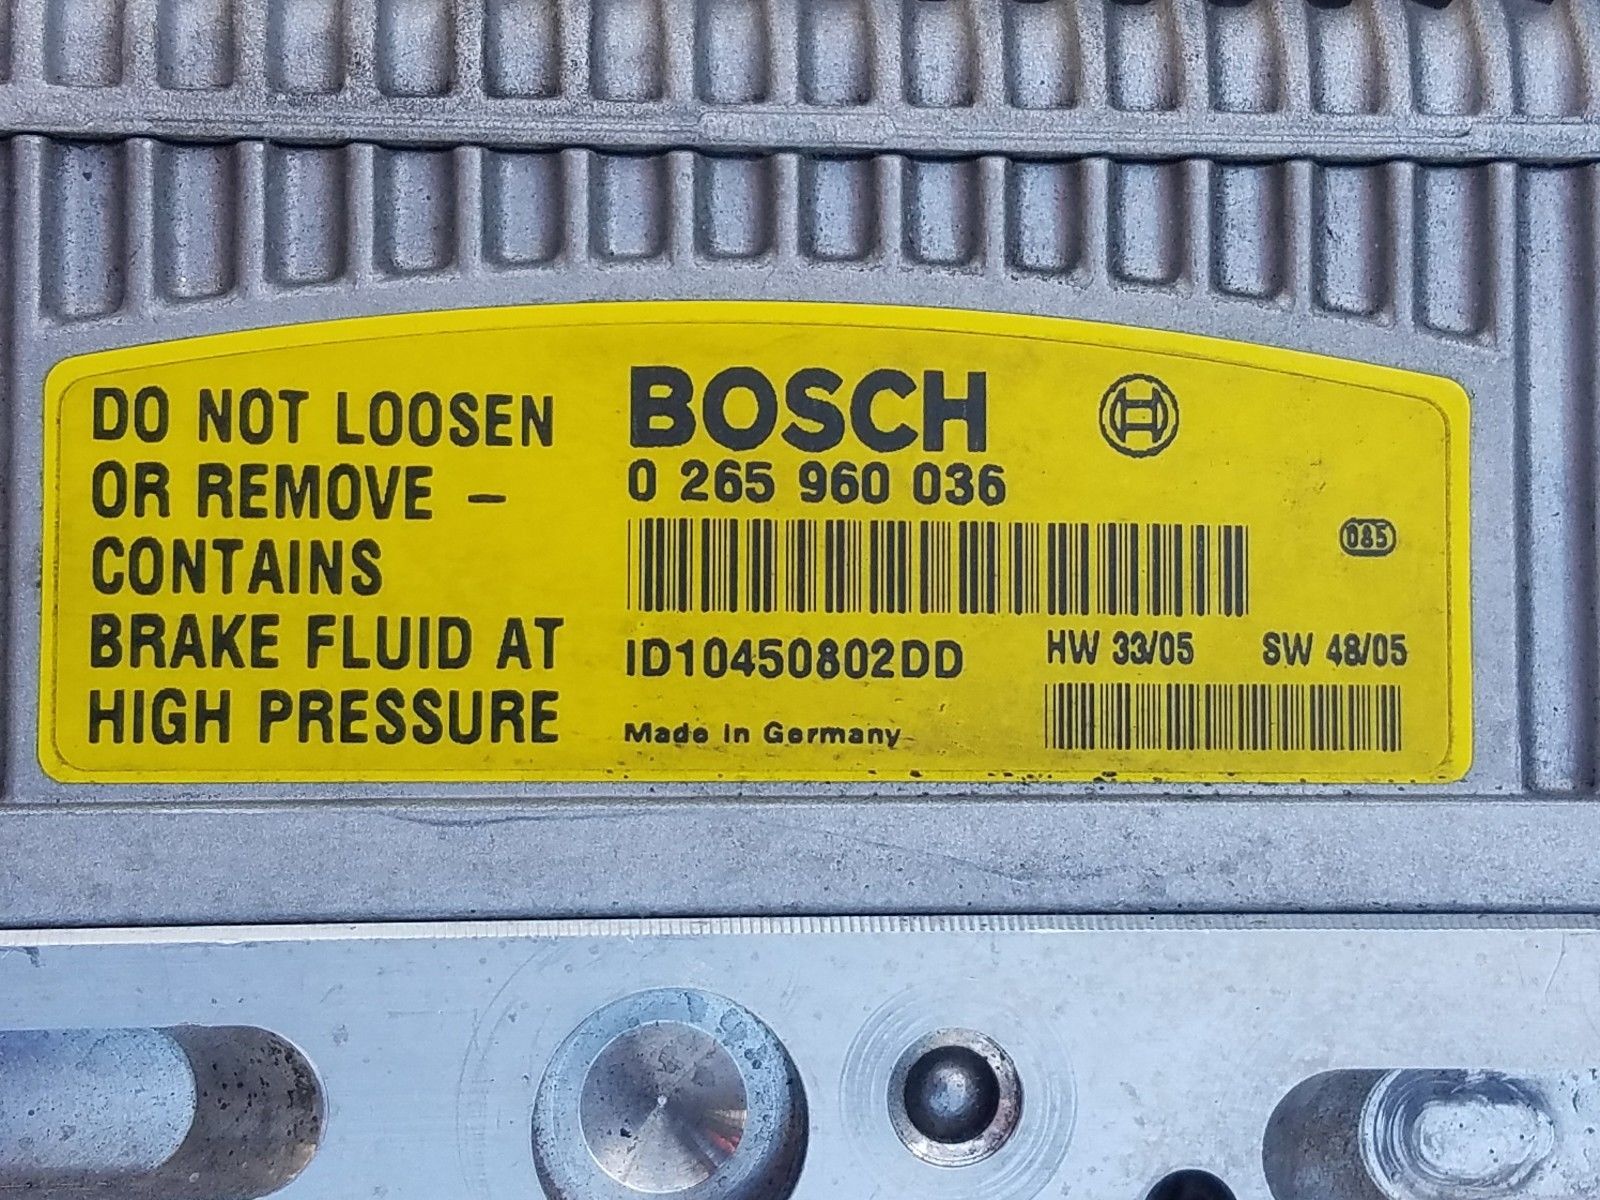 DO NOT LOOSEN
OR REMOVE –
CONTAINS
BRAKE FLUID AT
HIGH PRESSURE
BOSCH
0 265 960 036
085
ID10450802DD
HW 33/05
SW 48/05
Made in Germany